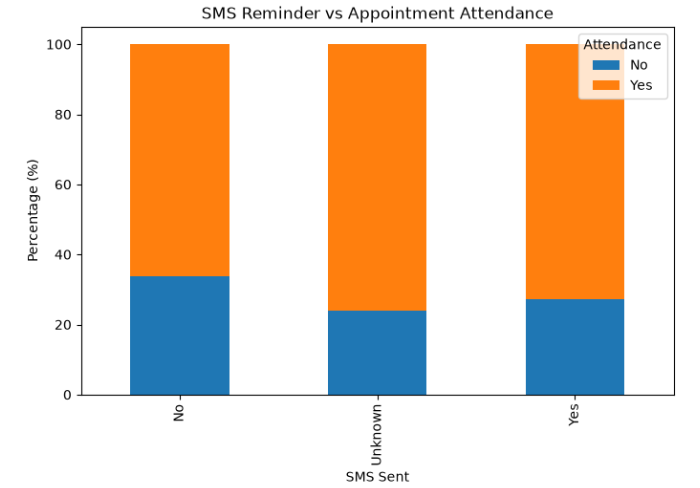 SMS Reminder vs Appointment Attendance
Attendance
No
Yes
Percentage (%)
100
80
60
40
20
0
No
Unknown
Yes
SMS Sent